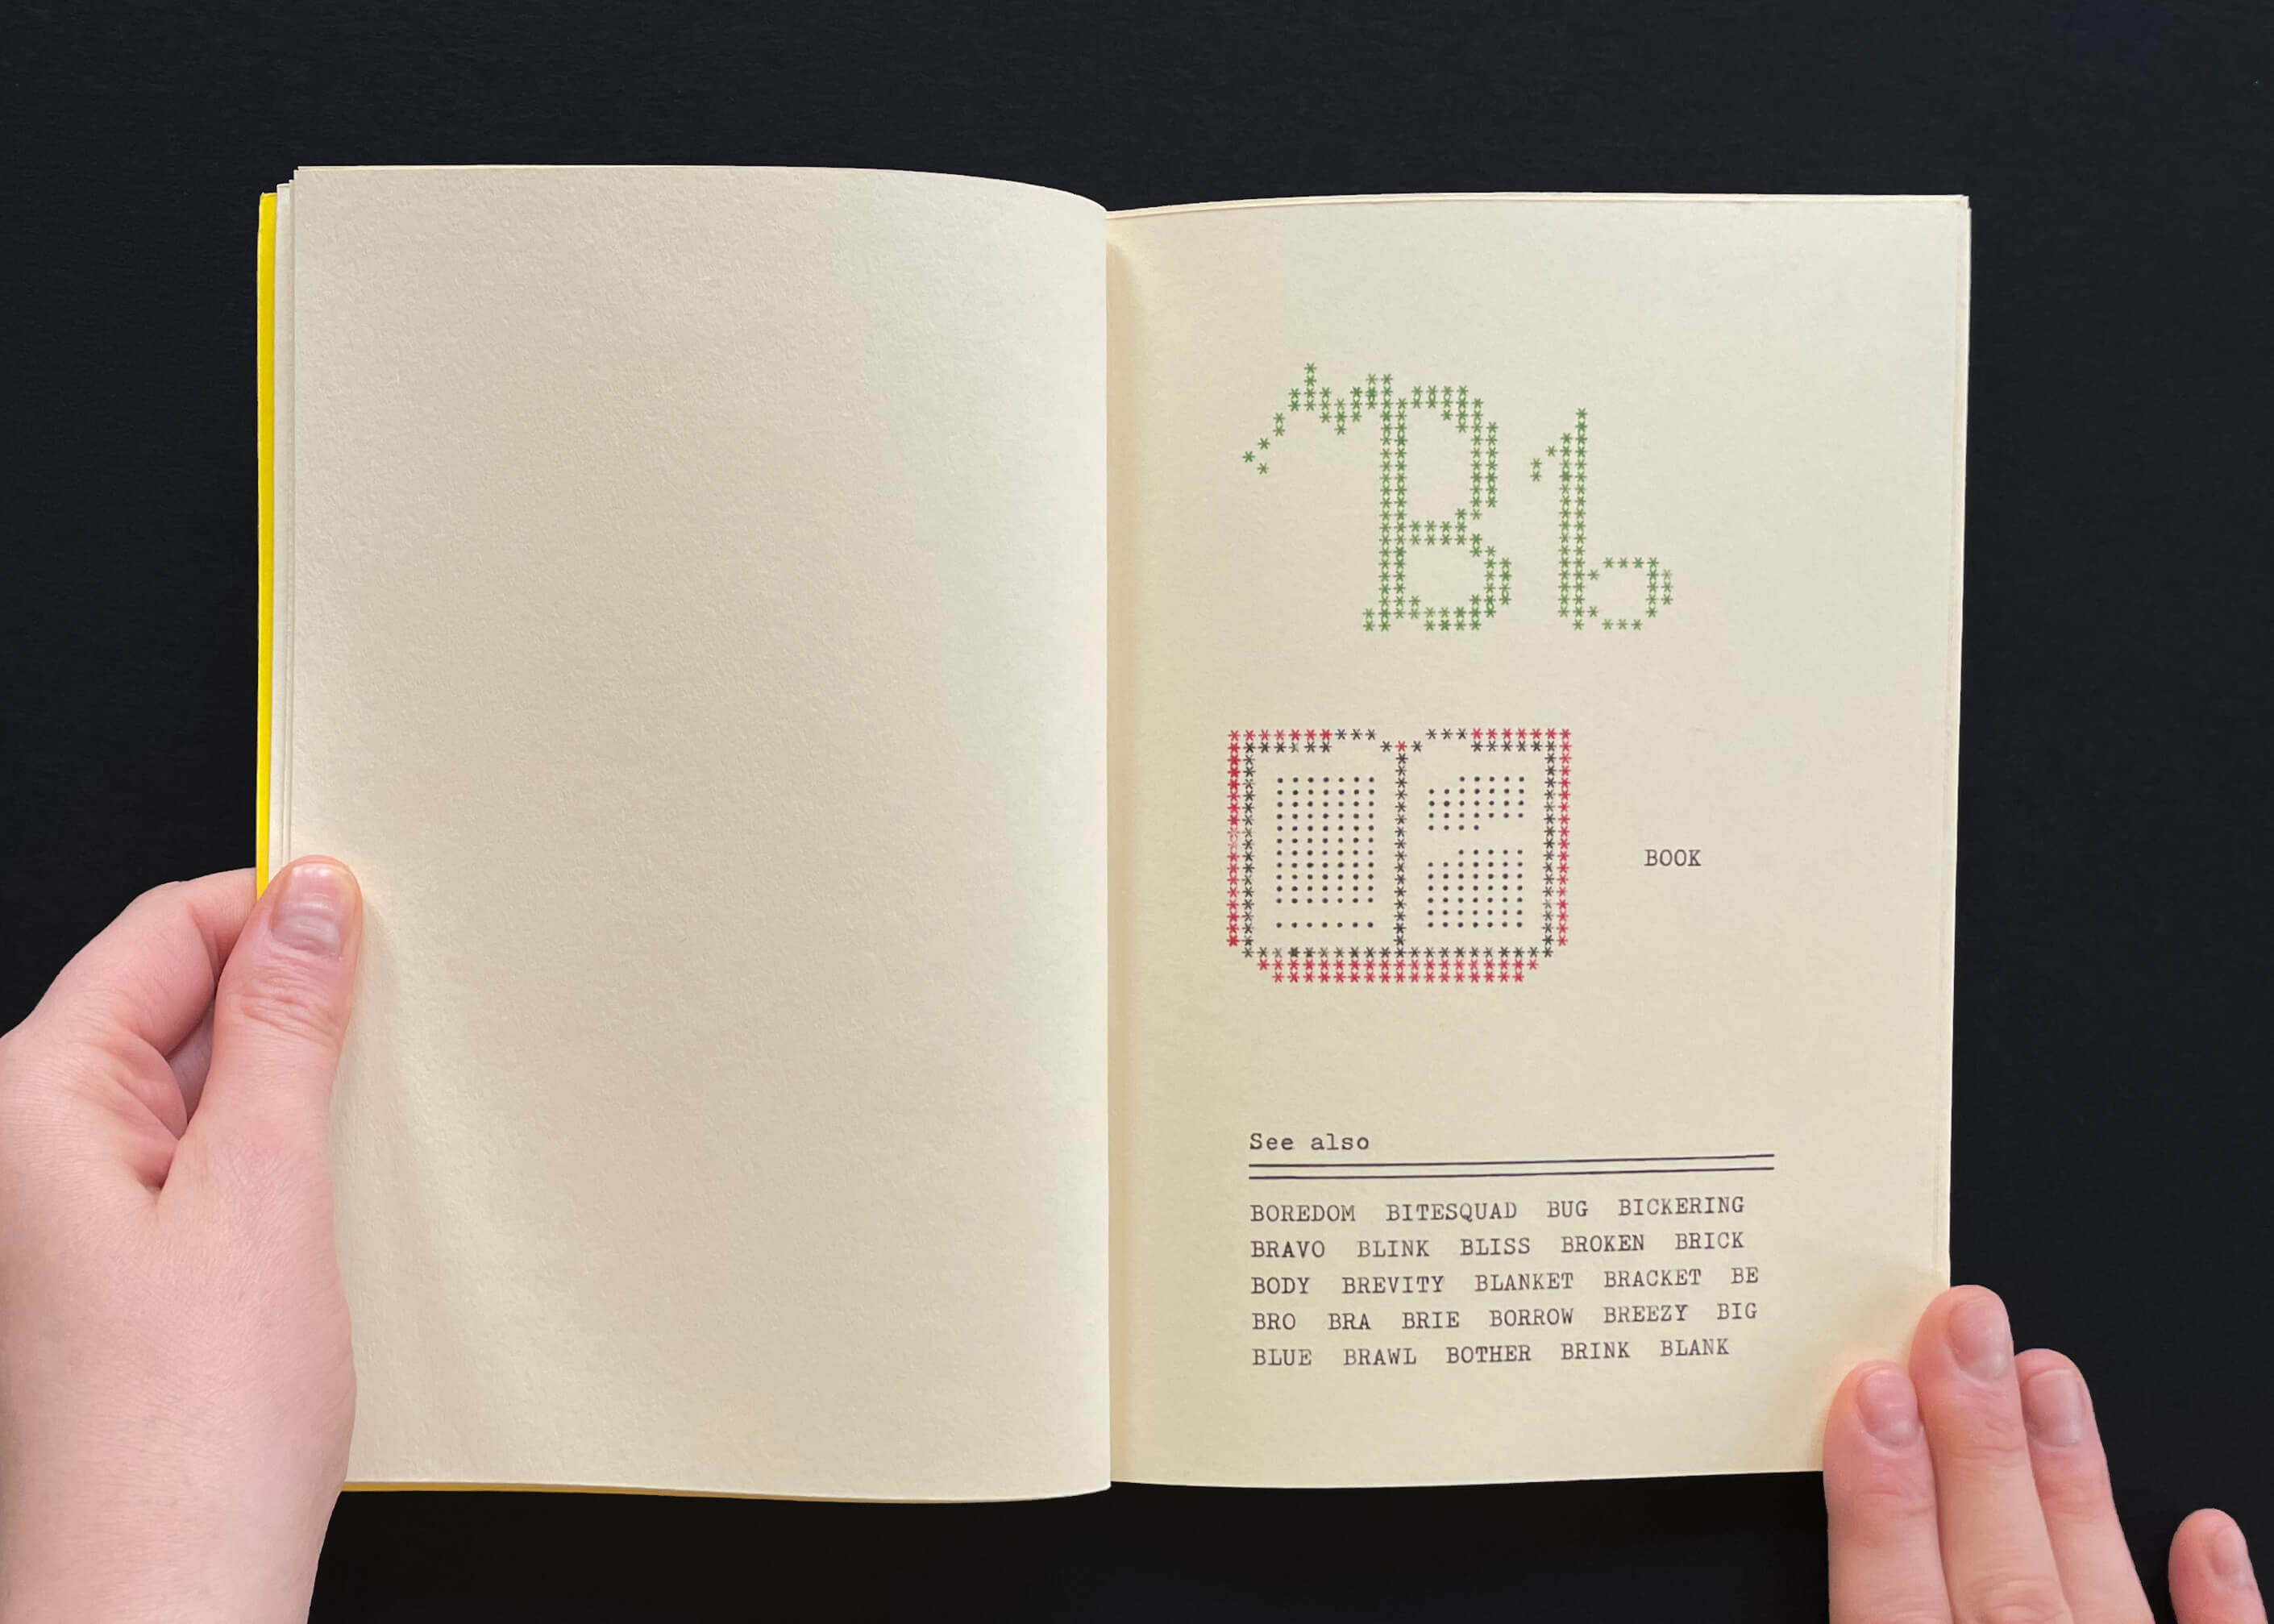 Bb
BOOK
See also
BOREDOM BITESQUAD BUG BICKERING
BRAVO BLINK BLISS BROKEN BRICK
BODY BREVITY BLANKET BRACKET BE
BRO BRA BRIE BORROW BREEZY BIG
BLUE BRAWL BOTHER BRINK BLANK